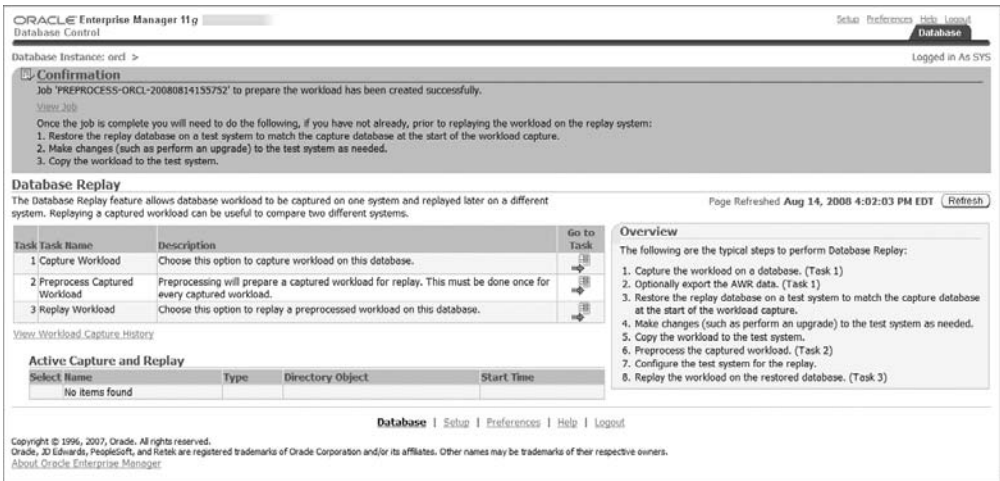 ORACLE Enterprise Manager 11g
Database Control
Setup Preferences Help Logout
Database
Database Instance: orcl >
Logged in As SYS
Confirmation
Job 'PREPROCESS-ORCL-20080814155752' to prepare the workload has been created successfully.
View Job
Once the job is complete you will need to do the following, if you have not already, prior to replaying the workload on the replay system:
1. Restore the replay database on a test system to match the capture database at the start of the workload capture.
2. Make changes (such as perform an upgrade) to the test system as needed.
3. Copy the workload to the test system.
Database Replay
The Database Replay feature allows database workload to be captured on one system and replayed later on a different
system. Replaying a captured workload can be useful to compare two different systems.
Page Refreshed Aug 14, 2008 4:02:03 PM EDT Refresh
Go to
Task Task Name Description Task
1 Capture Workload Choose this option to capture workload on this database.
2 Preprocess Captured Preprocessing will prepare a captured workload for replay. This must be done once for
Workload every captured workload.
3 Replay Workload Choose this option to replay a preprocessed workload on this database.
View Workload Capture History
Active Capture and Replay
Select Name Type Directory Object Start Time
No items found
Overview
The following are the typical steps to perform Database Replay:
1. Capture the workload on a database. (Task 1)
2. Optionally export the AWR data. (Task 1)
3. Restore the replay database on a test system to match the capture database
at the start of the workload capture.
4. Make changes (such as perform an upgrade) to the test system as needed.
5. Copy the workload to the test system.
6. Preprocess the captured workload. (Task 2)
7. Configure the test system for the replay.
8. Replay the workload on the restored database. (Task 3)
Database | Setup | Preferences | Help | Logout
Copyright © 1996, 2007, Oracle. All rights reserved.
Oracle, JD Edwards, PeopleSoft, and Retek are registered trademarks of Oracle Corporation and/or its affiliates. Other names may be trademarks of their respective owners.
About Oracle Enterprise Manager